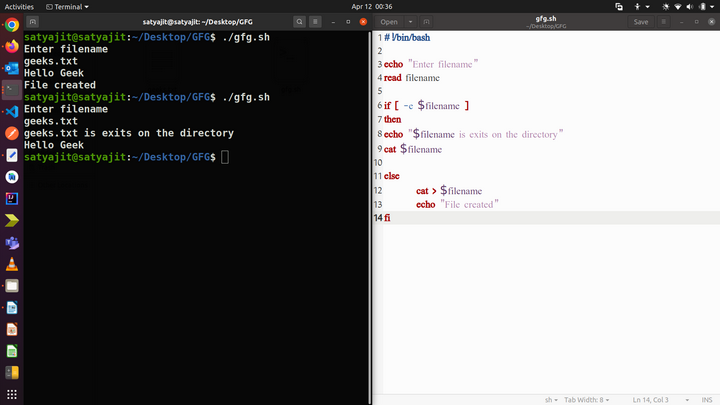 Activities
Terminal
Apr 12 00:36
satyajit@satyajit: ~/Desktop/GFG
satyajit@satyajit:~/Desktop/GFG$ ./gfg.sh
Enter filename
geeks.txt
Hello Geek
File created
satyajit@satyajit:~/Desktop/GFG$ ./gfg.sh
Enter filename
geeks.txt
geeks.txt is exits on the directory
Hello Geek
satyajit@satyajit:~/Desktop/GFG$
Open
gfg.sh
~/Desktop/GFG
Save
1 # !/bin/bash
2
3 echo "Enter filename"
4 read filename
5
6 if [ -e $filename ]
7 then
8 echo "$filename is exits on the directory"
9 cat $filename
10
11 else
12 cat > $filename
13 echo "File created"
14 fi
sh
Tab Width: 8
Ln 14, Col 3
INS